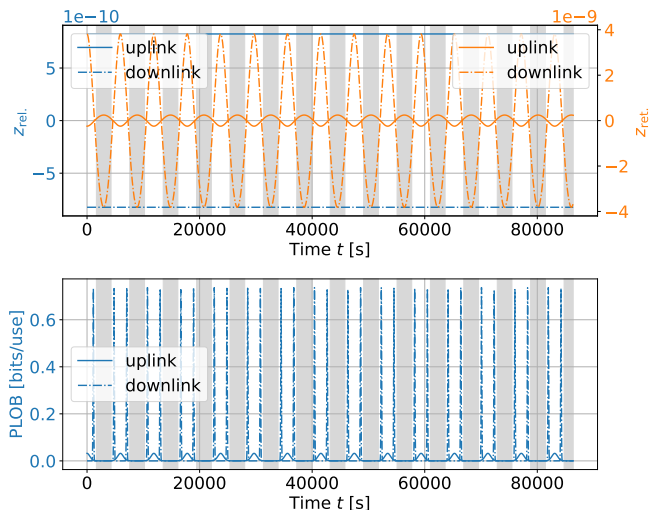 1e−10
1e−9
5
0
−5
z_rel.
uplink
downlink
uplink
downlink
4
2
0
−2
−4
z_ret.
0 20000 40000 60000 80000
Time t [s]
0.6
0.4
0.2
0.0
PLOB [bits/use]
uplink
downlink
0 20000 40000 60000 80000
Time t [s]